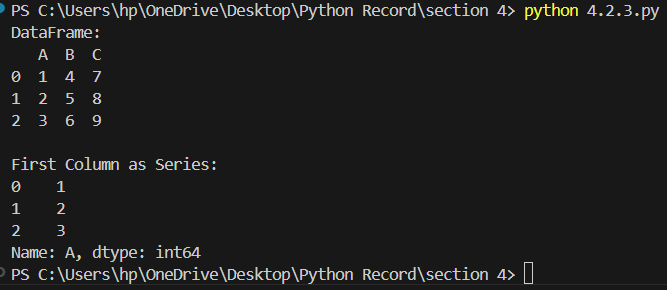 PS C:\Users\hp\OneDrive\Desktop\Python Record\section 4> python 4.2.3.py
DataFrame:
   A  B  C
0  1  4  7
1  2  5  8
2  3  6  9

First Column as Series:
0    1
1    2
2    3
Name: A, dtype: int64
PS C:\Users\hp\OneDrive\Desktop\Python Record\section 4>